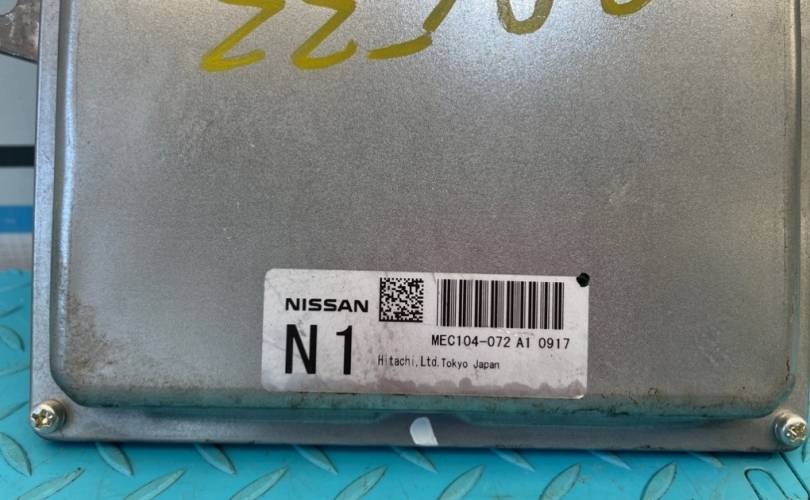 NISSAN
N1
MEC104-072 A1 0917
Hitachi,Ltd.Tokyo Japan